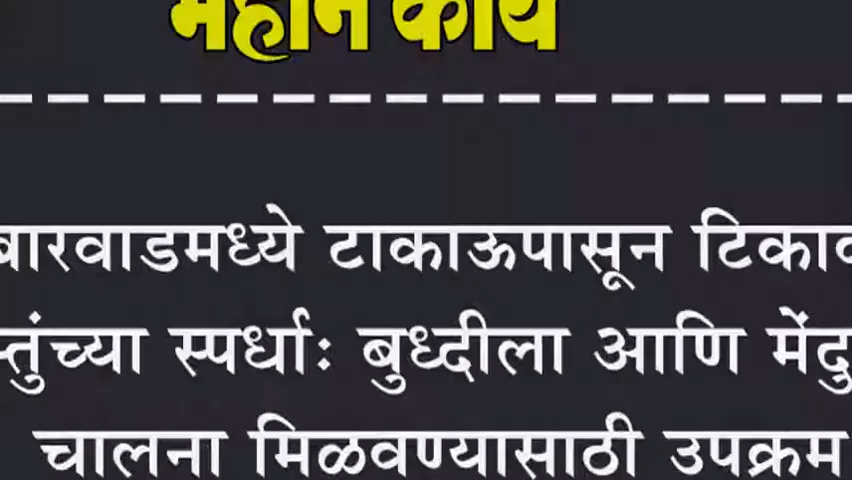 महान कार्य
बारवाडमध्ये टाकाऊपासून टिकाव
स्तुंच्या स्पर्धाः बुध्दीला आणि मेंदु
चालना मिळवण्यासाठी उपक्रम